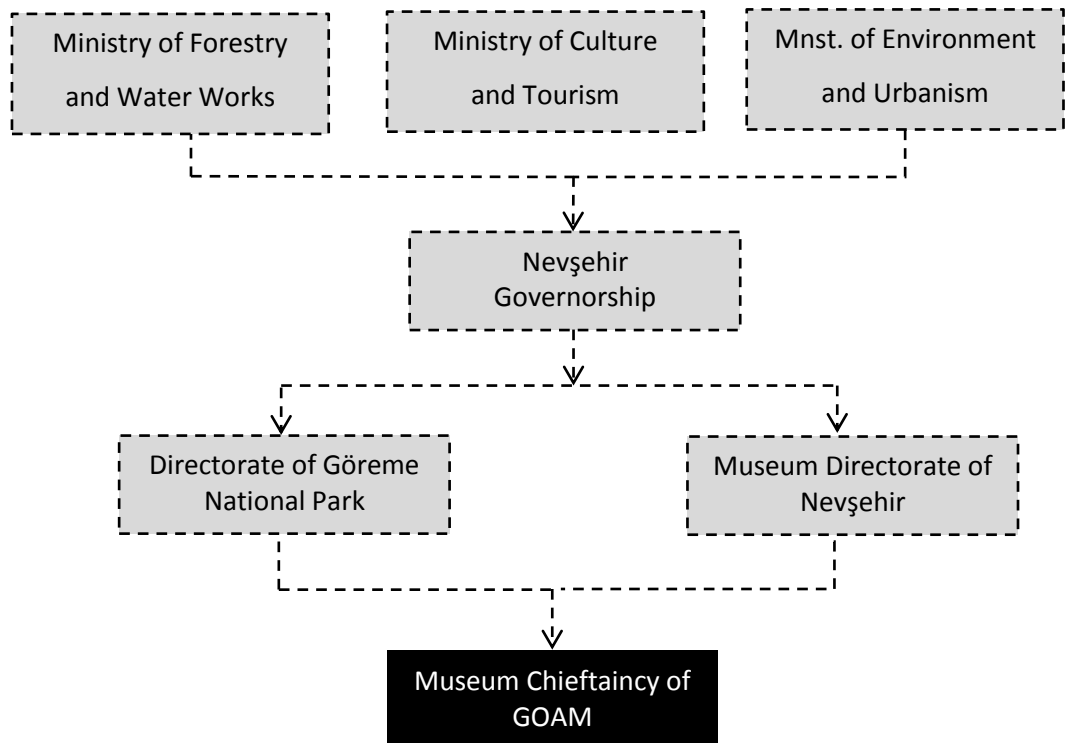 Ministry of Forestry
and Water Works
Ministry of Culture
and Tourism
Mnst. of Environment
and Urbanism
Nevşehir
Governorship
Directorate of Göreme
National Park
Museum Directorate of
Nevşehir
Museum Chieftaincy of
GOAM